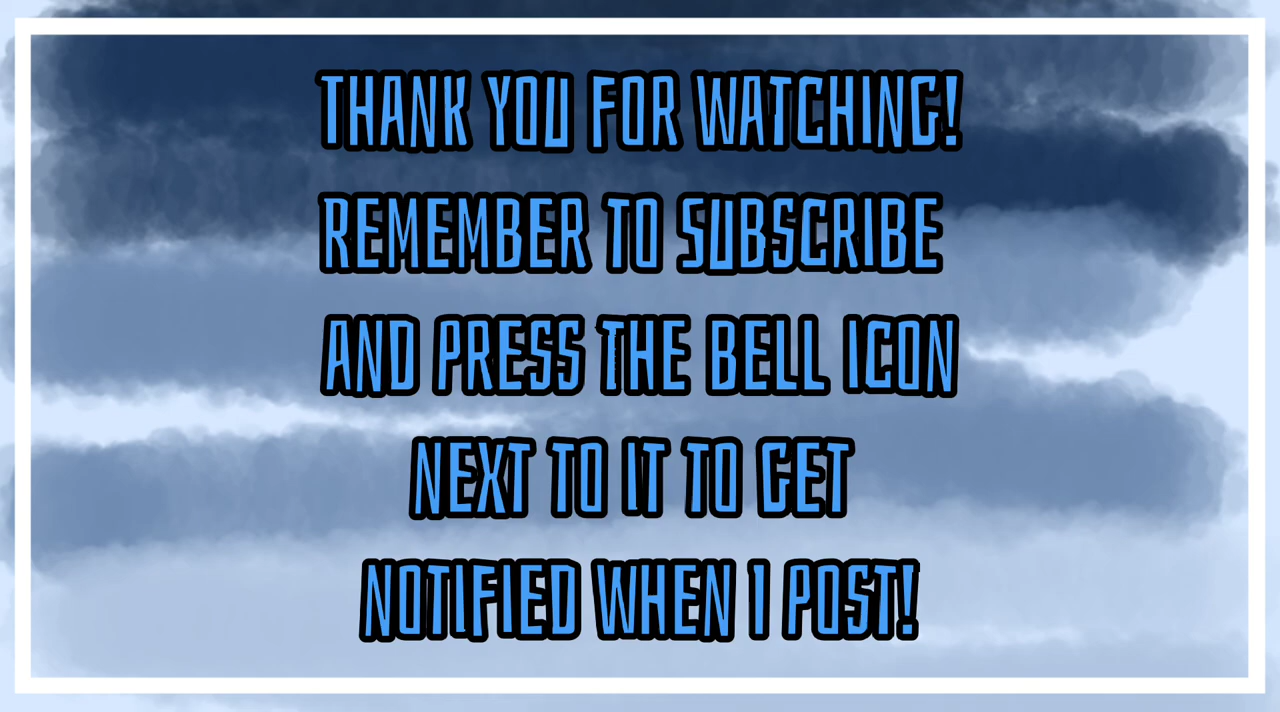 THANK YOU FOR WATCHING!
REMEMBER TO SUBSCRIBE
AND PRESS THE BELL ICON
NEXT TO IT TO GET
NOTIFIED WHEN I POST!